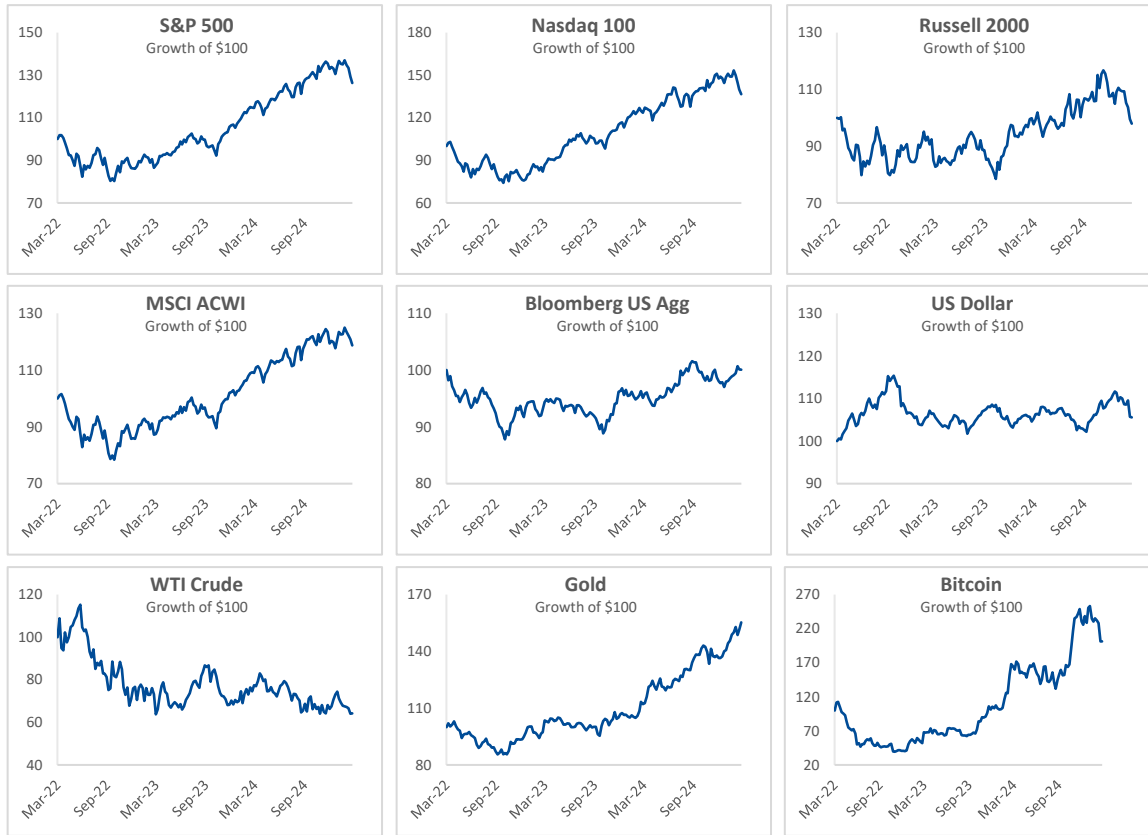 S&P 500
Growth of $100
150
130
110
90
70
Mar-22
Sep-22
Mar-23
Sep-23
Mar-24
Sep-24
Nasdaq 100
Growth of $100
180
150
120
90
60
Mar-22
Sep-22
Mar-23
Sep-23
Mar-24
Sep-24
Russell 2000
Growth of $100
130
120
110
100
90
80
70
Mar-22
Sep-22
Mar-23
Sep-23
Mar-24
Sep-24
MSCI ACWI
Growth of $100
130
110
90
70
Mar-22
Sep-22
Mar-23
Sep-23
Mar-24
Sep-24
Bloomberg US Agg
Growth of $100
110
100
90
80
Mar-22
Sep-22
Mar-23
Sep-23
Mar-24
Sep-24
US Dollar
Growth of $100
130
120
110
100
90
Mar-22
Sep-22
Mar-23
Sep-23
Mar-24
Sep-24
WTI Crude
Growth of $100
120
100
80
60
40
Mar-22
Sep-22
Mar-23
Sep-23
Mar-24
Sep-24
Gold
Growth of $100
170
140
110
80
Mar-22
Sep-22
Mar-23
Sep-23
Mar-24
Sep-24
Bitcoin
Growth of $100
270
220
170
120
70
20
Mar-22
Sep-22
Mar-23
Sep-23
Mar-24
Sep-24